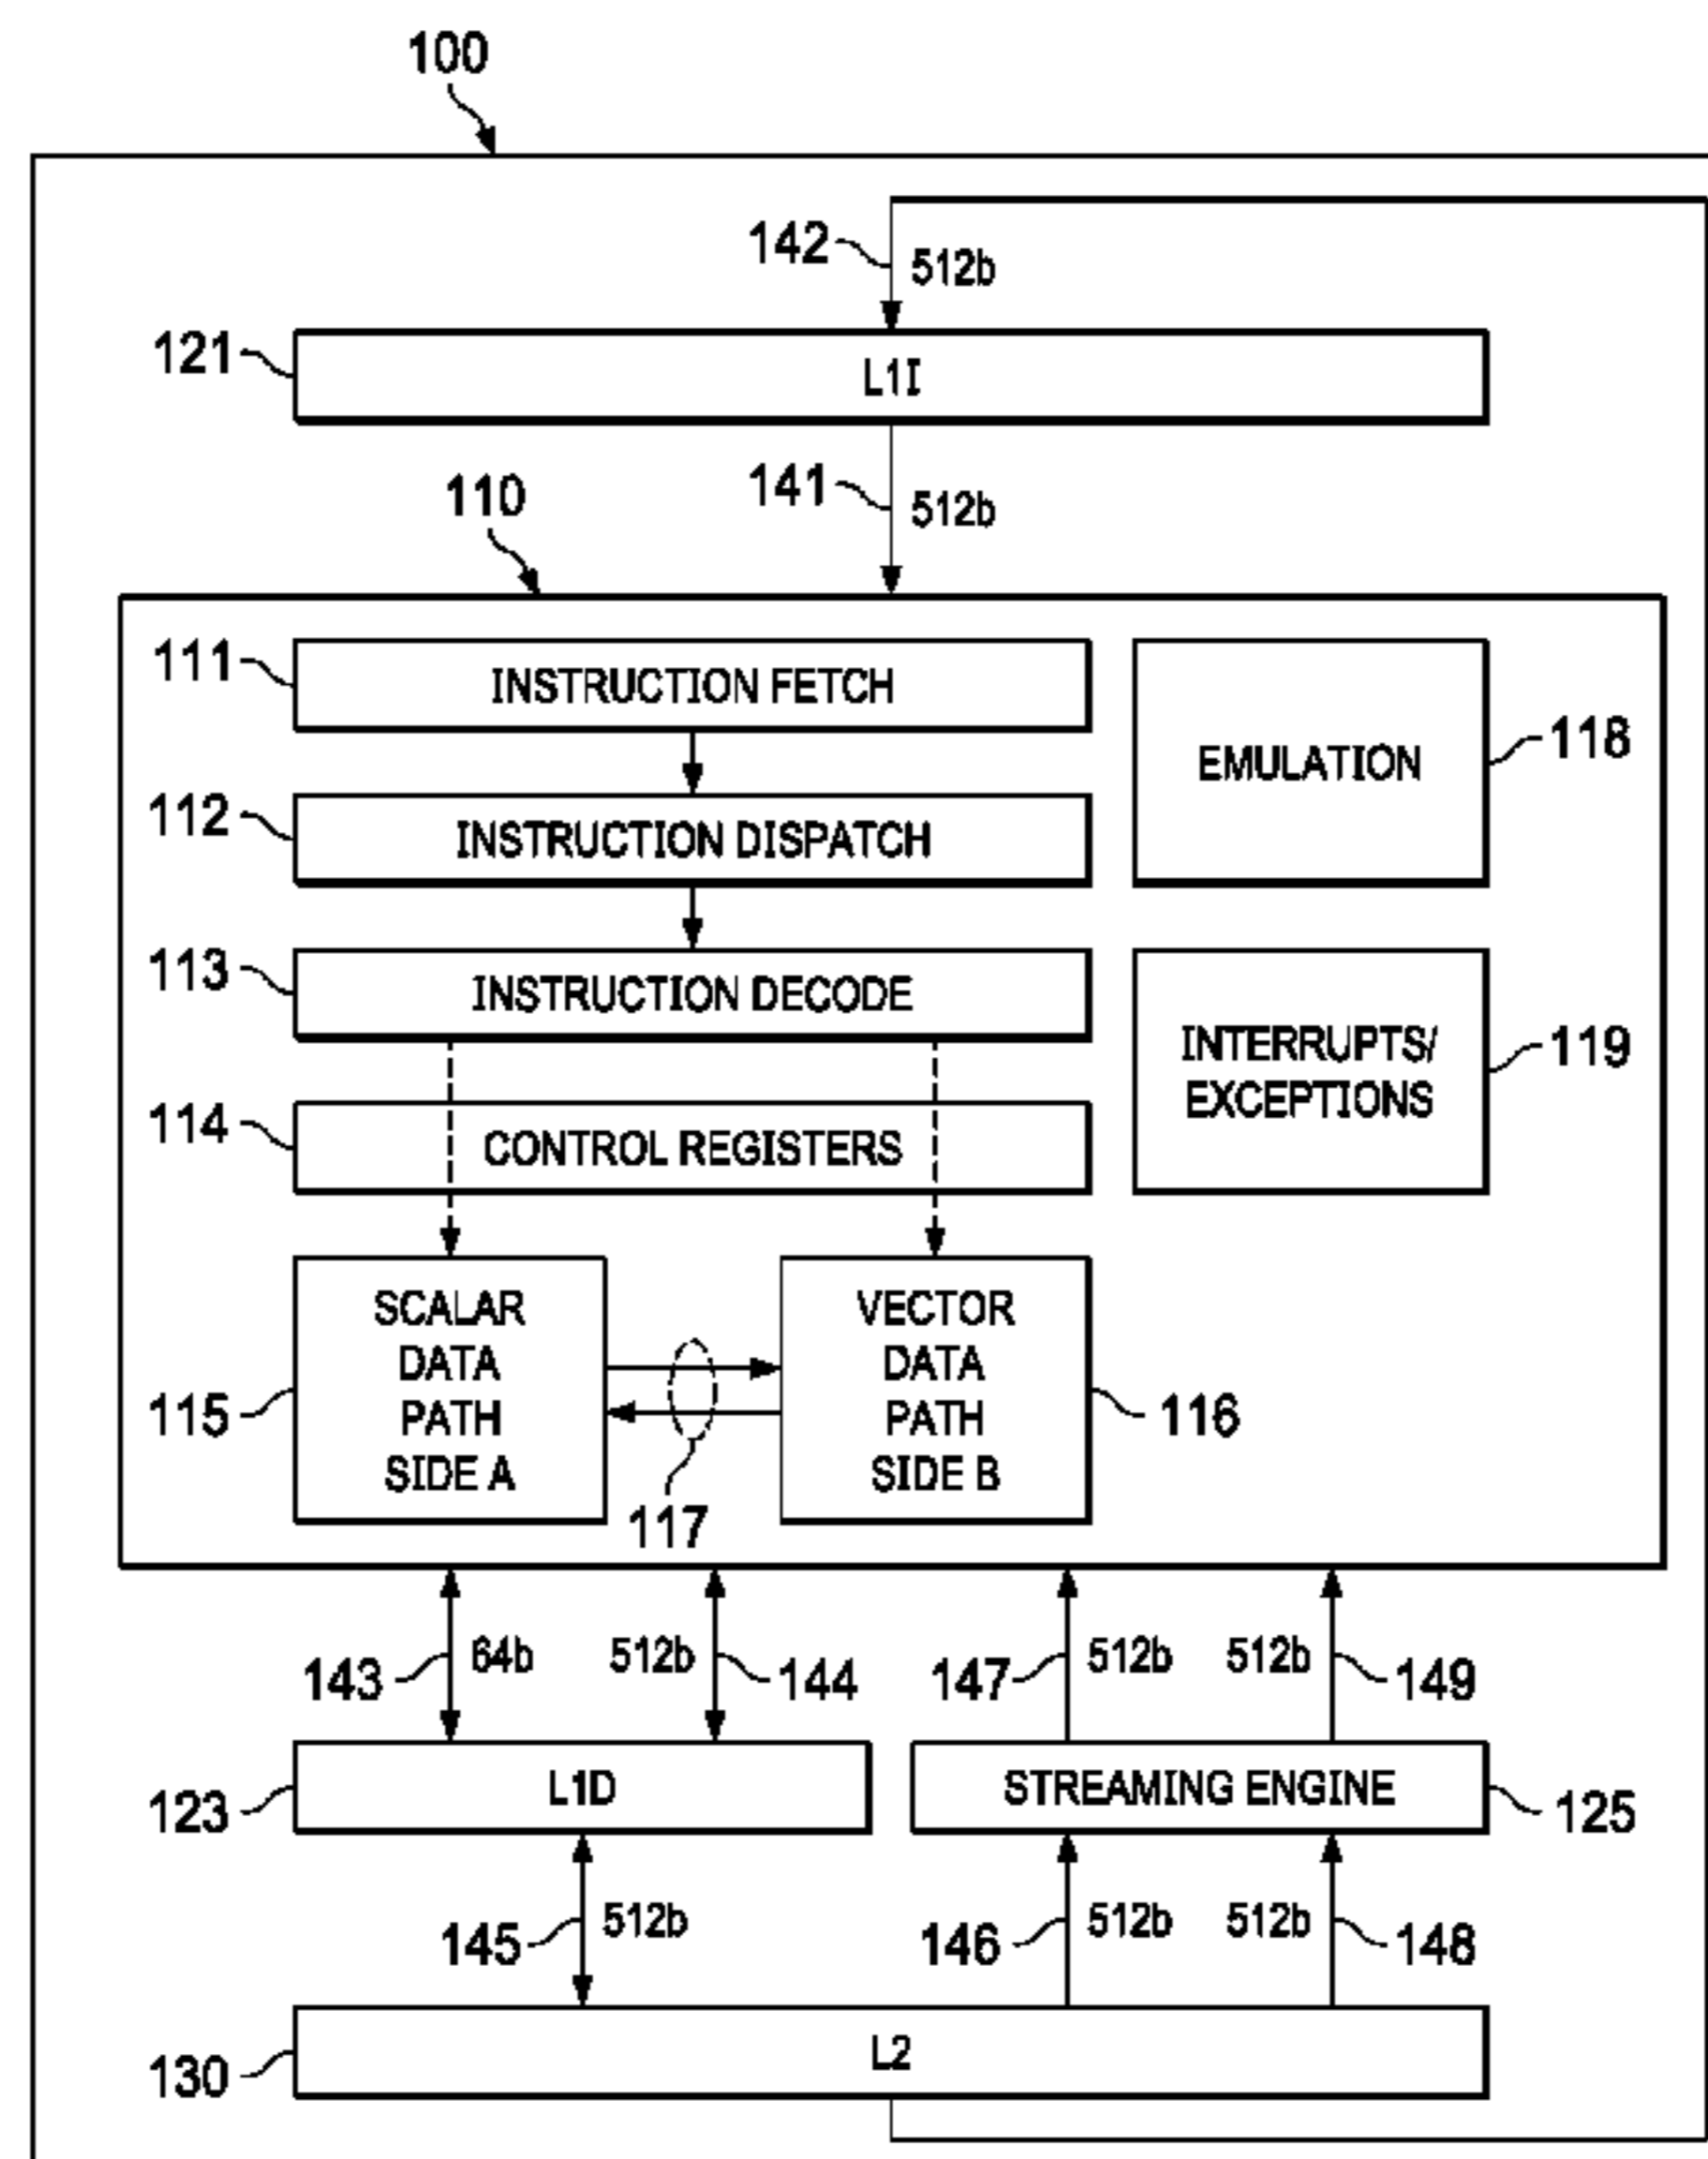 100
142
512b
121
L1I
141
512b
110
111
INSTRUCTION FETCH
118
EMULATION
112
INSTRUCTION DISPATCH
113
INSTRUCTION DECODE
119
INTERRUPTS/
EXCEPTIONS
114
CONTROL REGISTERS
SCALAR
DATA
PATH
SIDE A
115
VECTOR
DATA
PATH
SIDE B
116
117
143
64b
512b
144
147
512b
512b
149
123
L1D
STREAMING ENGINE
125
145
512b
146
512b
512b
148
130
L2